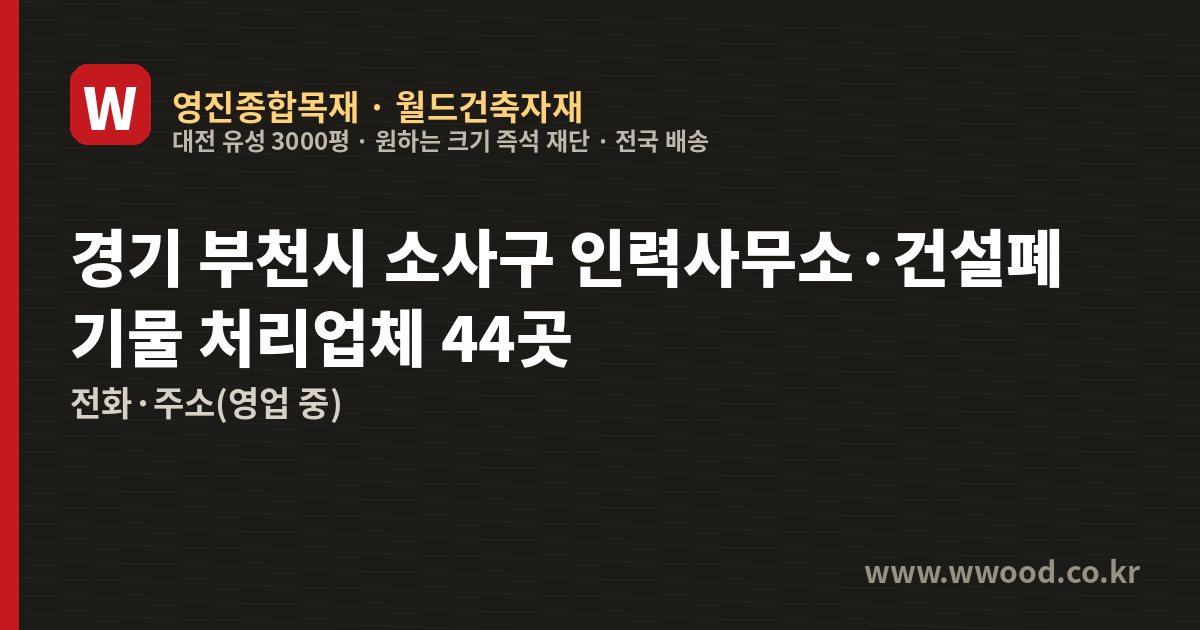 W
영진종합목재 · 월드건축자재
대전 유성 3000평 · 원하는 크기 즉석 재단 · 전국 배송
경기 부천시 소사구 인력사무소·건설폐
기물 처리업체 44곳
전화·주소(영업 중)
www.wwood.co.kr